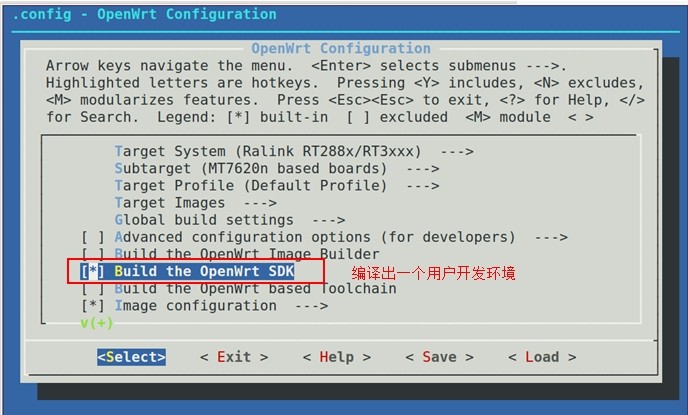 .config - OpenWrt Configuration
OpenWrt Configuration
Arrow keys navigate the menu.  <Enter> selects submenus --->.
Highlighted letters are hotkeys.  Pressing <Y> includes, <N> excludes,
<M> modularizes features.  Press <Esc><Esc> to exit, <?> for Help, </>
for Search.  Legend: [*] built-in  [ ] excluded  <M> module  < >
Target System (Ralink RT288x/RT3xxx)  --->
Subtarget (MT7620n based boards)  --->
Target Profile (Default Profile)  --->
Target Images  --->
Global build settings  --->
[ ] Advanced configuration options (for developers)  --->
[ ] Build the OpenWrt Image Builder
[*] Build the OpenWrt SDK 编译出一个用户开发环境
[ ] Build the OpenWrt based Toolchain
[*] Image configuration  --->
v(+)
<Select> < Exit > < Help > < Save > < Load >